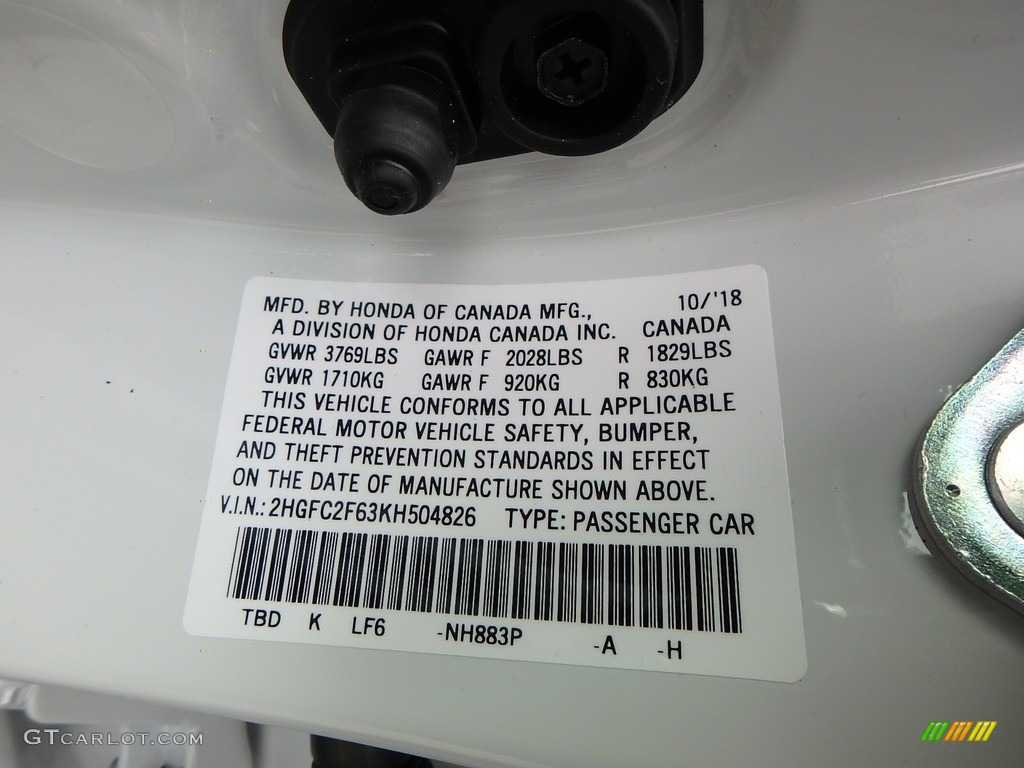 MFD. BY HONDA OF CANADA MFG., 10/'18
A DIVISION OF HONDA CANADA INC. CANADA
GVWR 3769LBS GAWR F 2028LBS R 1829LBS
GVWR 1710KG GAWR F 920KG R 830KG
THIS VEHICLE CONFORMS TO ALL APPLICABLE
FEDERAL MOTOR VEHICLE SAFETY, BUMPER,
AND THEFT PREVENTION STANDARDS IN EFFECT
ON THE DATE OF MANUFACTURE SHOWN ABOVE.
V.I.N.: 2HGFC2F63KH504826 TYPE: PASSENGER CAR
TBD K LF6 -NH883P -A -H
GTCARLOT.COM